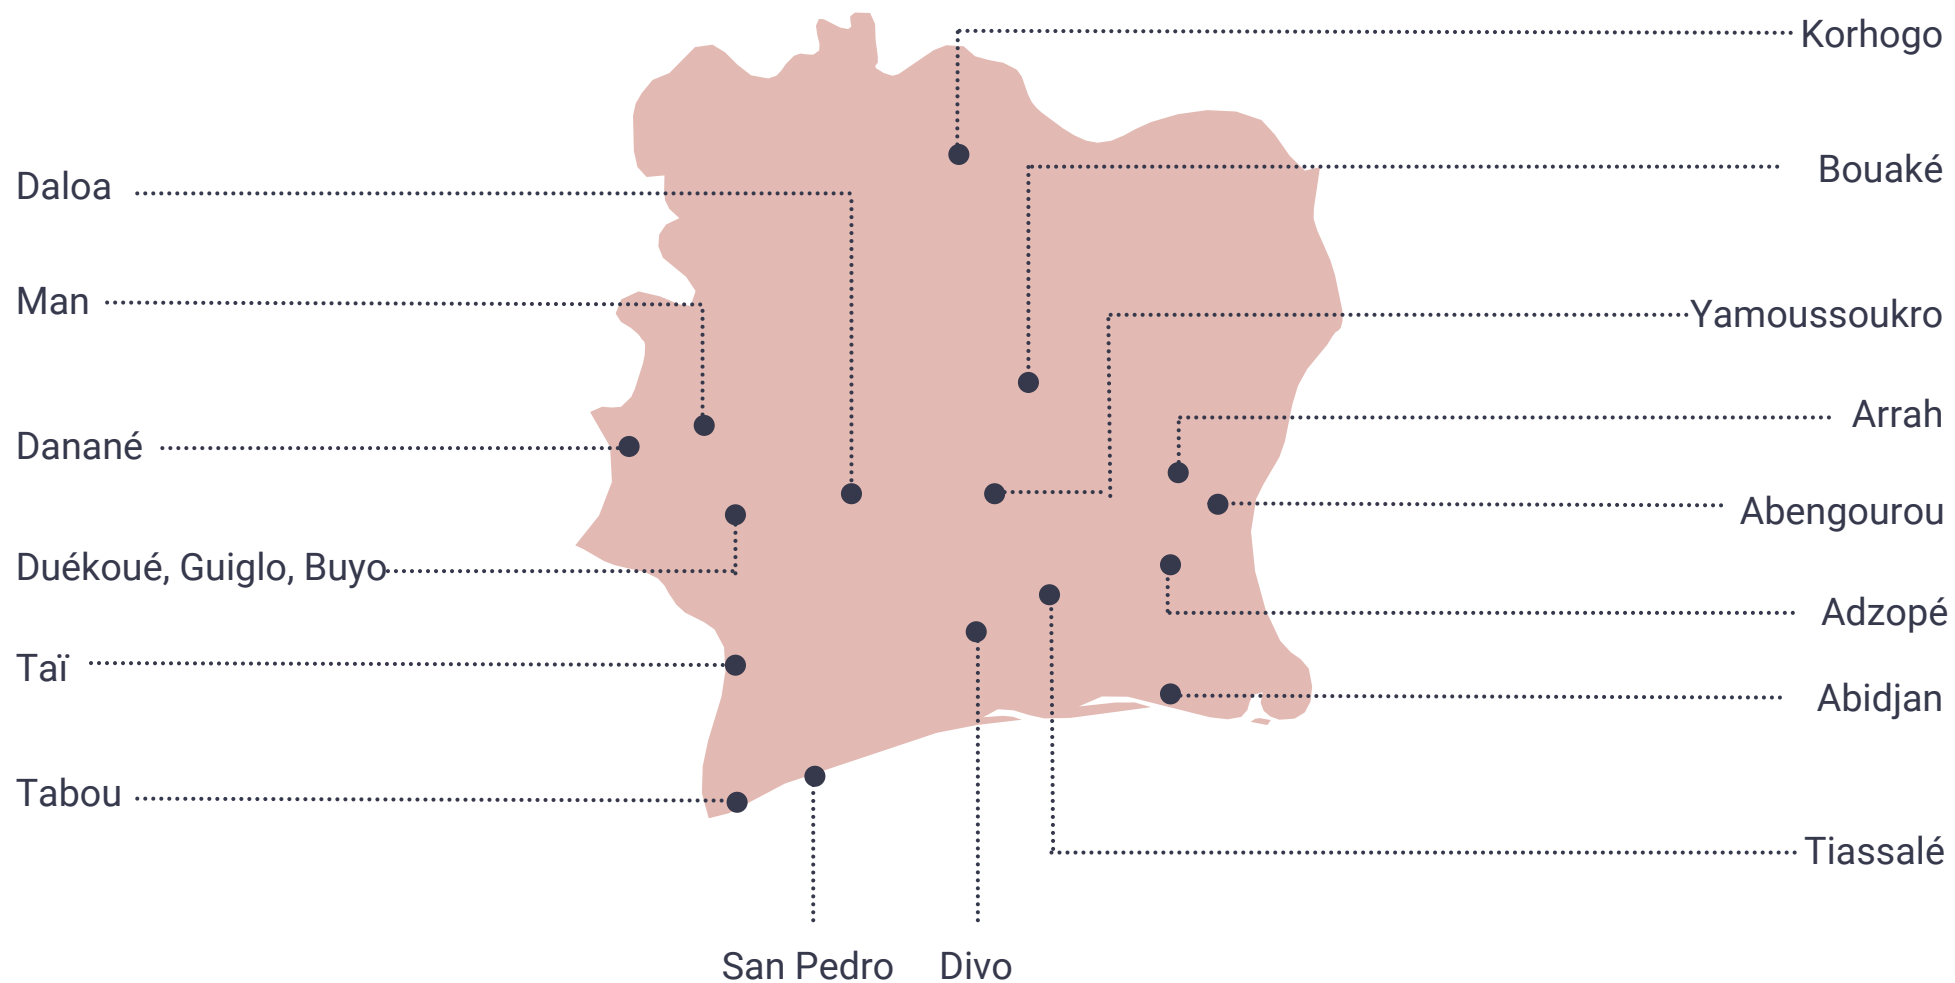 Korhogo
Bouaké
Daloa
Man
Yamoussoukro
Arrah
Danané
Abengourou
Duékoué, Guiglo, Buyo
Adzopé
Taï
Abidjan
Tabou
Tiassalé
San Pedro
Divo